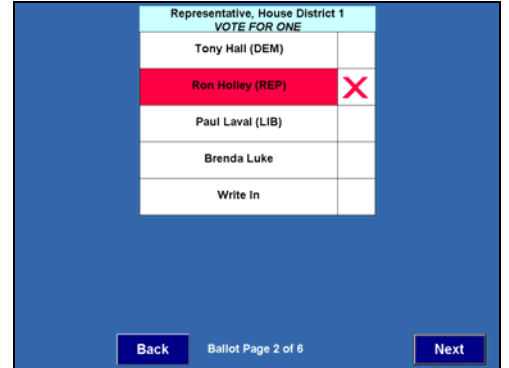 Representative, House District 1
VOTE FOR ONE
Tony Hall (DEM)
Ron Holley (REP)
Paul Laval (LIB)
Brenda Luke
Write In
Back
Ballot Page 2 of 6
Next